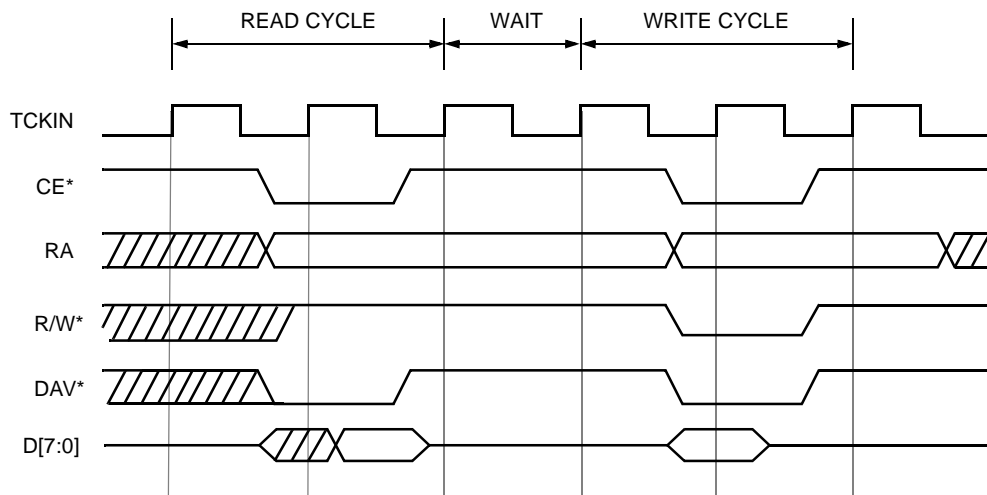 READ CYCLE WAIT WRITE CYCLE
TCKIN
CE*
RA
R/W*
DAV*
D[7:0]